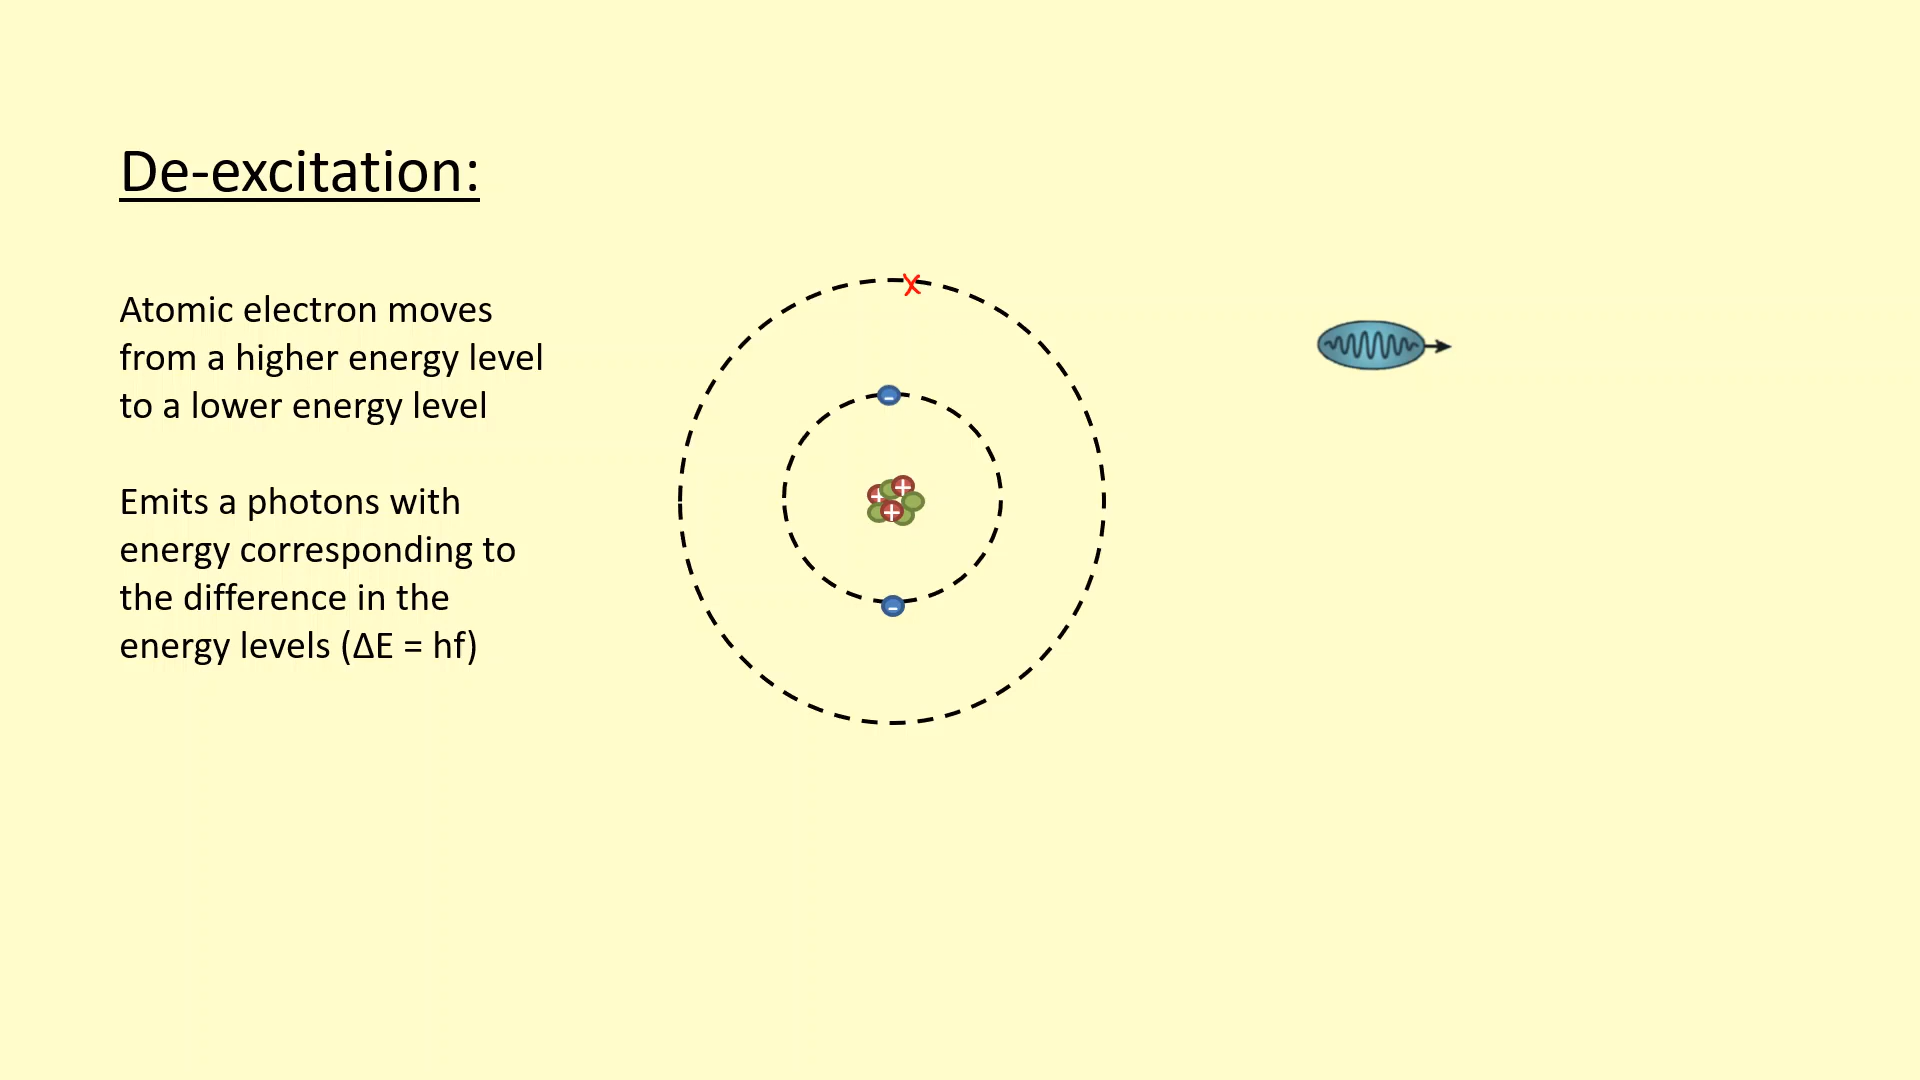 De-excitation:
Atomic electron moves
from a higher energy level
to a lower energy level
Emits a photons with
energy corresponding to
the difference in the
energy levels (ΔE = hf)
X
-
+ +
+
-